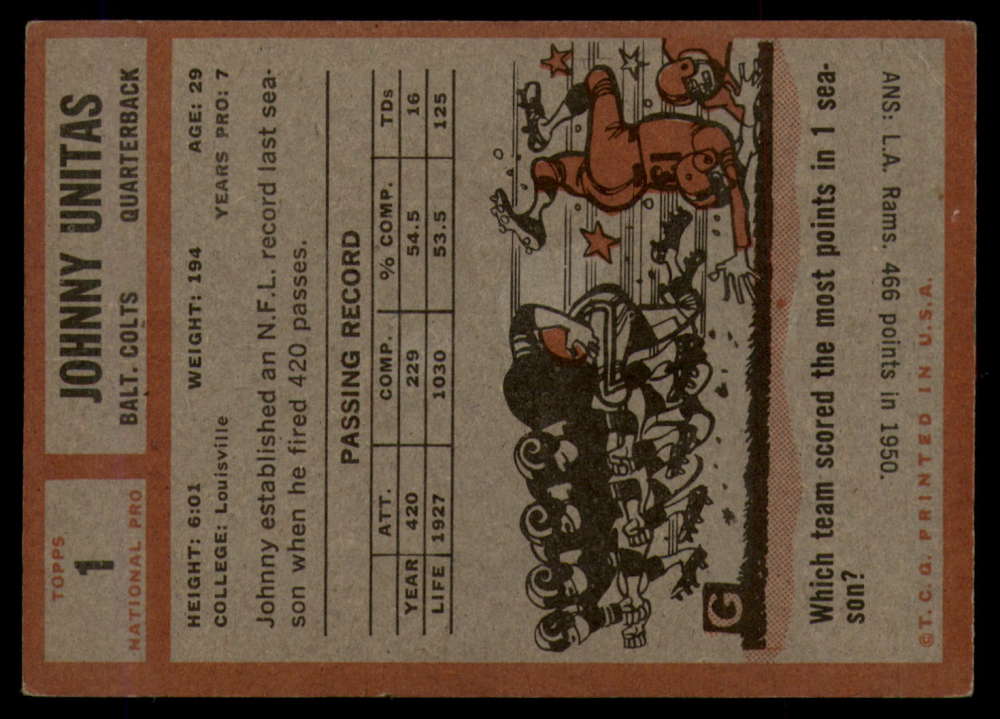 TOPPS
1
NATIONAL PRO
JOHNNY UNITAS
BALT. COLTS QUARTERBACK
HEIGHT: 6:01 WEIGHT: 194 AGE: 29
COLLEGE: Louisville YEARS PRO: 7
Johnny established an N.F.L. record last sea-
son when he fired 420 passes.
PASSING RECORD
ATT. COMP. % COMP. TDs
YEAR 420 229 54.5 16
LIFE 1927 1030 53.5 125
13
G
Which team scored the most points in 1 sea-
son?
ANS: L.A. Rams. 466 points in 1950.
©T. C. G. PRINTED IN U.S.A.